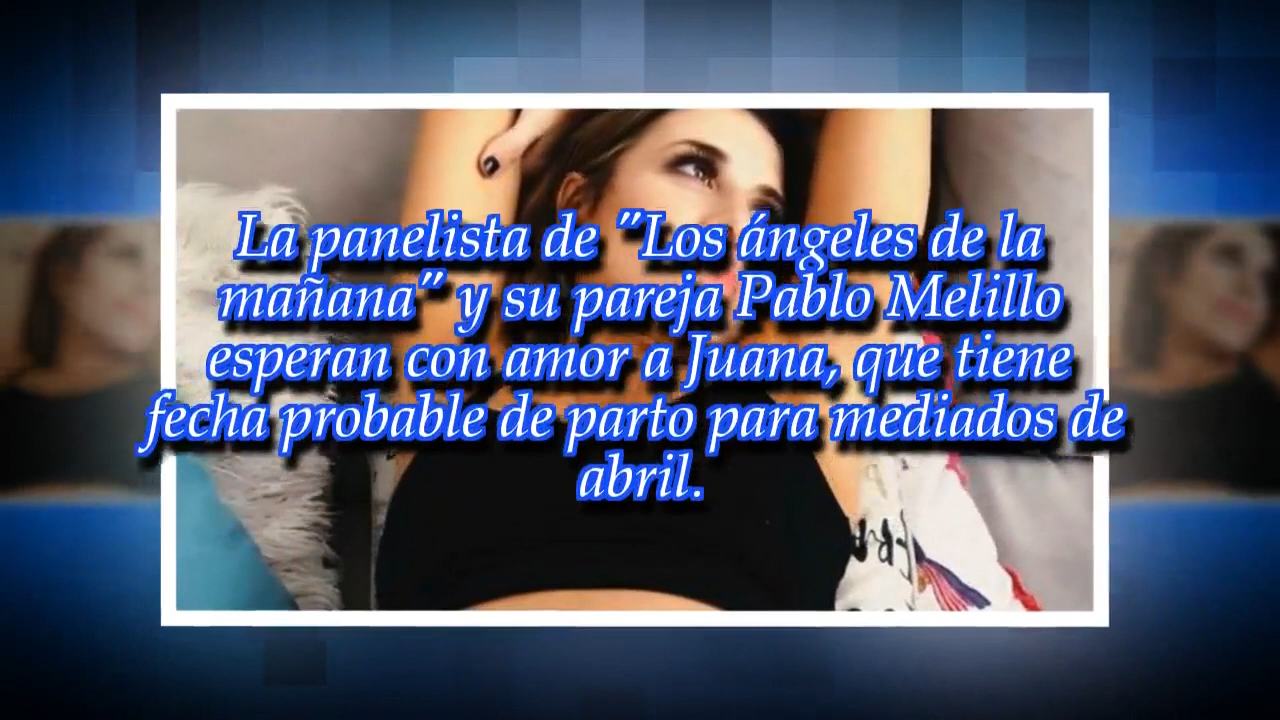 La panelista de "Los ángeles de la
mañana" y su pareja Pablo Melillo
esperan con amor a Juana, que tiene
fecha probable de parto para mediados de
abril.